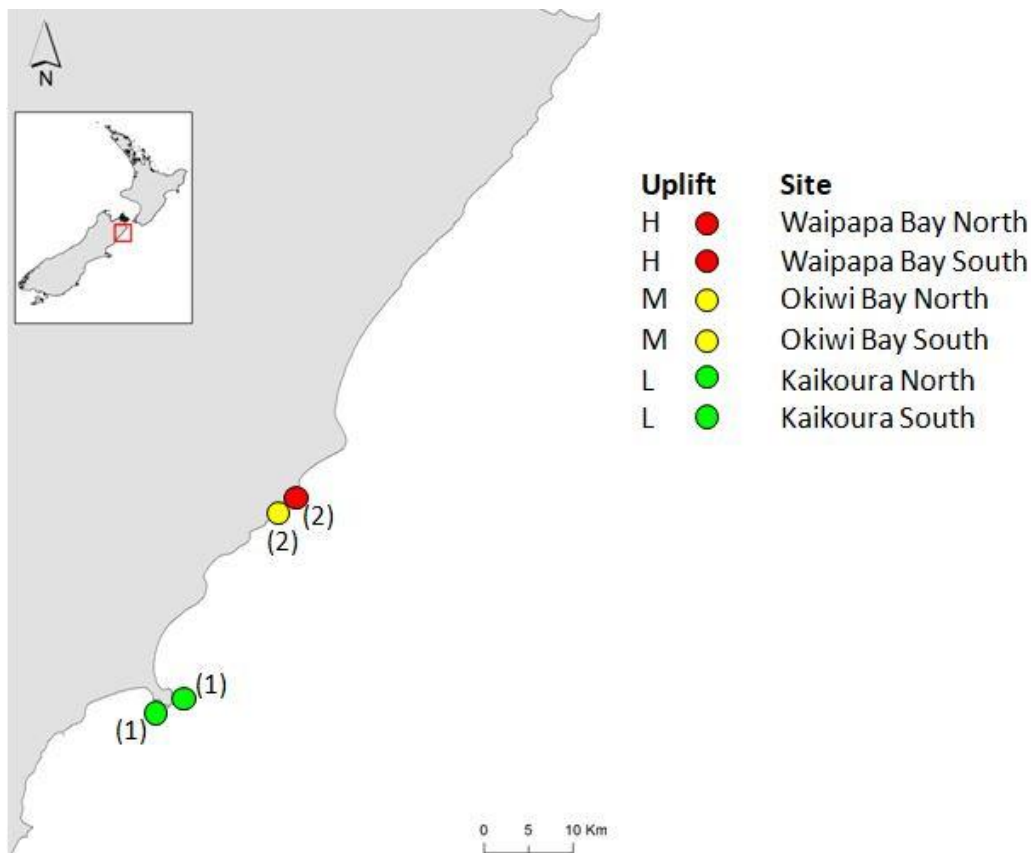 N
Uplift Site
H Waipapa Bay North
H Waipapa Bay South
M Okiwi Bay North
M Okiwi Bay South
L Kaikoura North
L Kaikoura South
(2)
(2)
(1)
(1)
0 5 10 Km